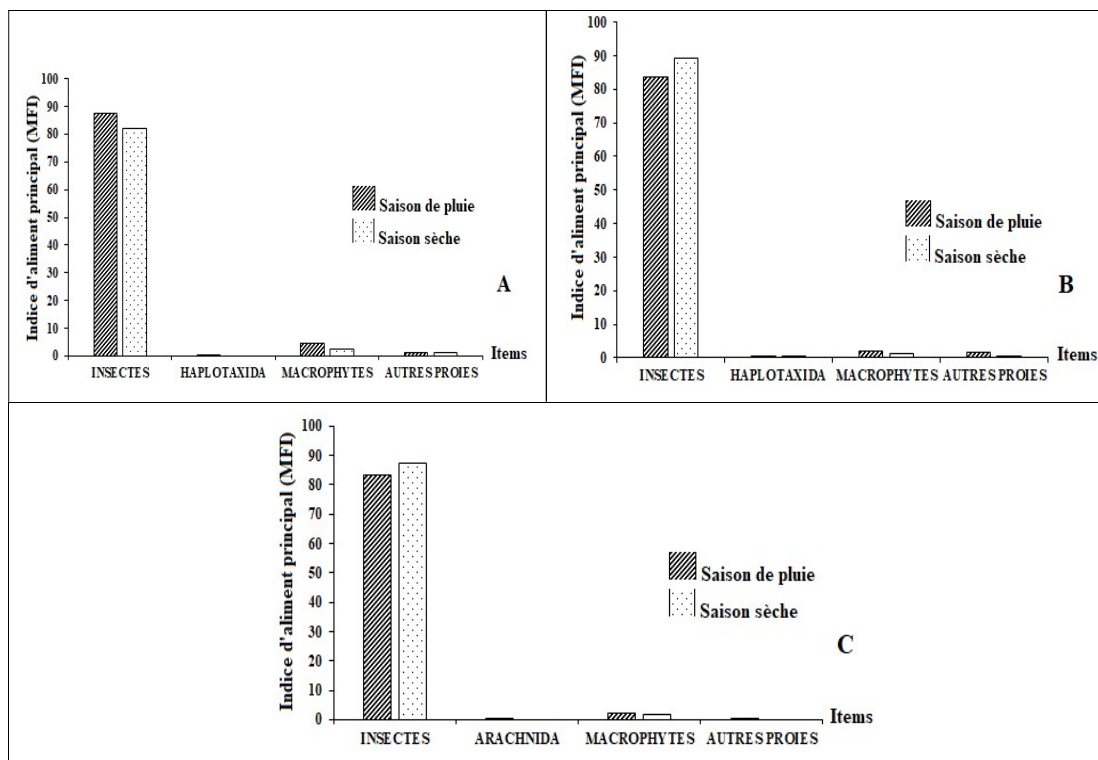 Indice d'aliment principal (MFI)
100
90
80
70
60
50
40
30
20
10
0
Saison de pluie
Saison sèche
A
Items
INSECTES HAPLOTAXIDA MACROPHYTES AUTRES PROIES
Indice d'aliment principal (MFI)
100
90
80
70
60
50
40
30
20
10
0
Saison de pluie
Saison sèche
B
Items
INSECTES HAPLOTAXIDA MACROPHYTES AUTRES PROIES
Indice d'aliment principal (MFI)
100
90
80
70
60
50
40
30
20
10
0
Saison de pluie
Saison sèche
C
Items
INSECTES ARACHNIDA MACROPHYTES AUTRES PROIES